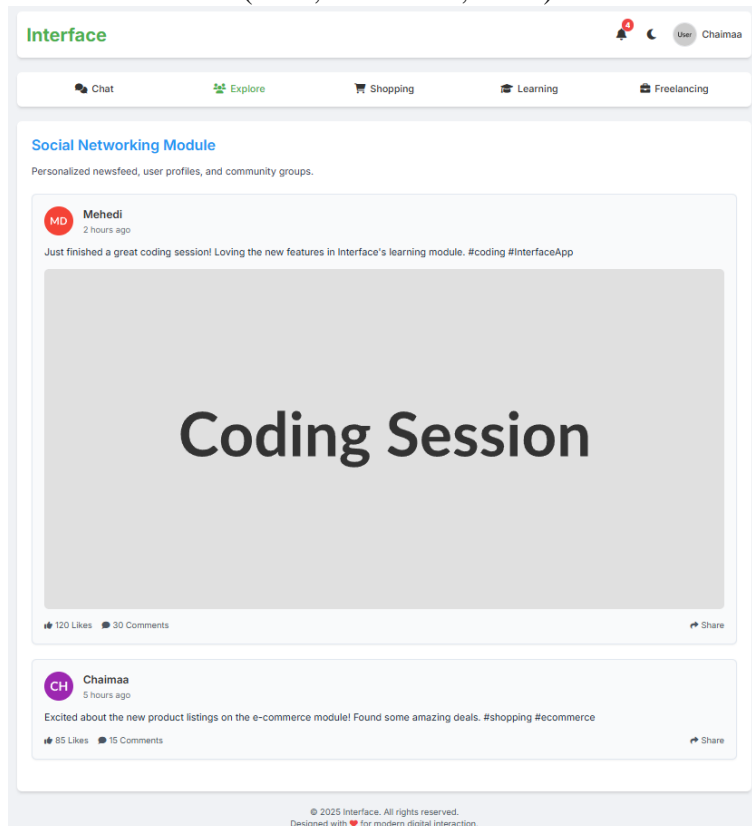 Interface
4
User
Chaimaa
Chat
Explore
Shopping
Learning
Freelancing
Social Networking Module
Personalized newsfeed, user profiles, and community groups.
MD
Mehedi
2 hours ago
Just finished a great coding session! Loving the new features in Interface's learning module. #coding #InterfaceApp
Coding Session
120 Likes 30 Comments
Share
CH
Chaimaa
5 hours ago
Excited about the new product listings on the e-commerce module! Found some amazing deals. #shopping #ecommerce
85 Likes 15 Comments
Share
© 2025 Interface. All rights reserved.
Designed with ❤ for modern digital interaction.